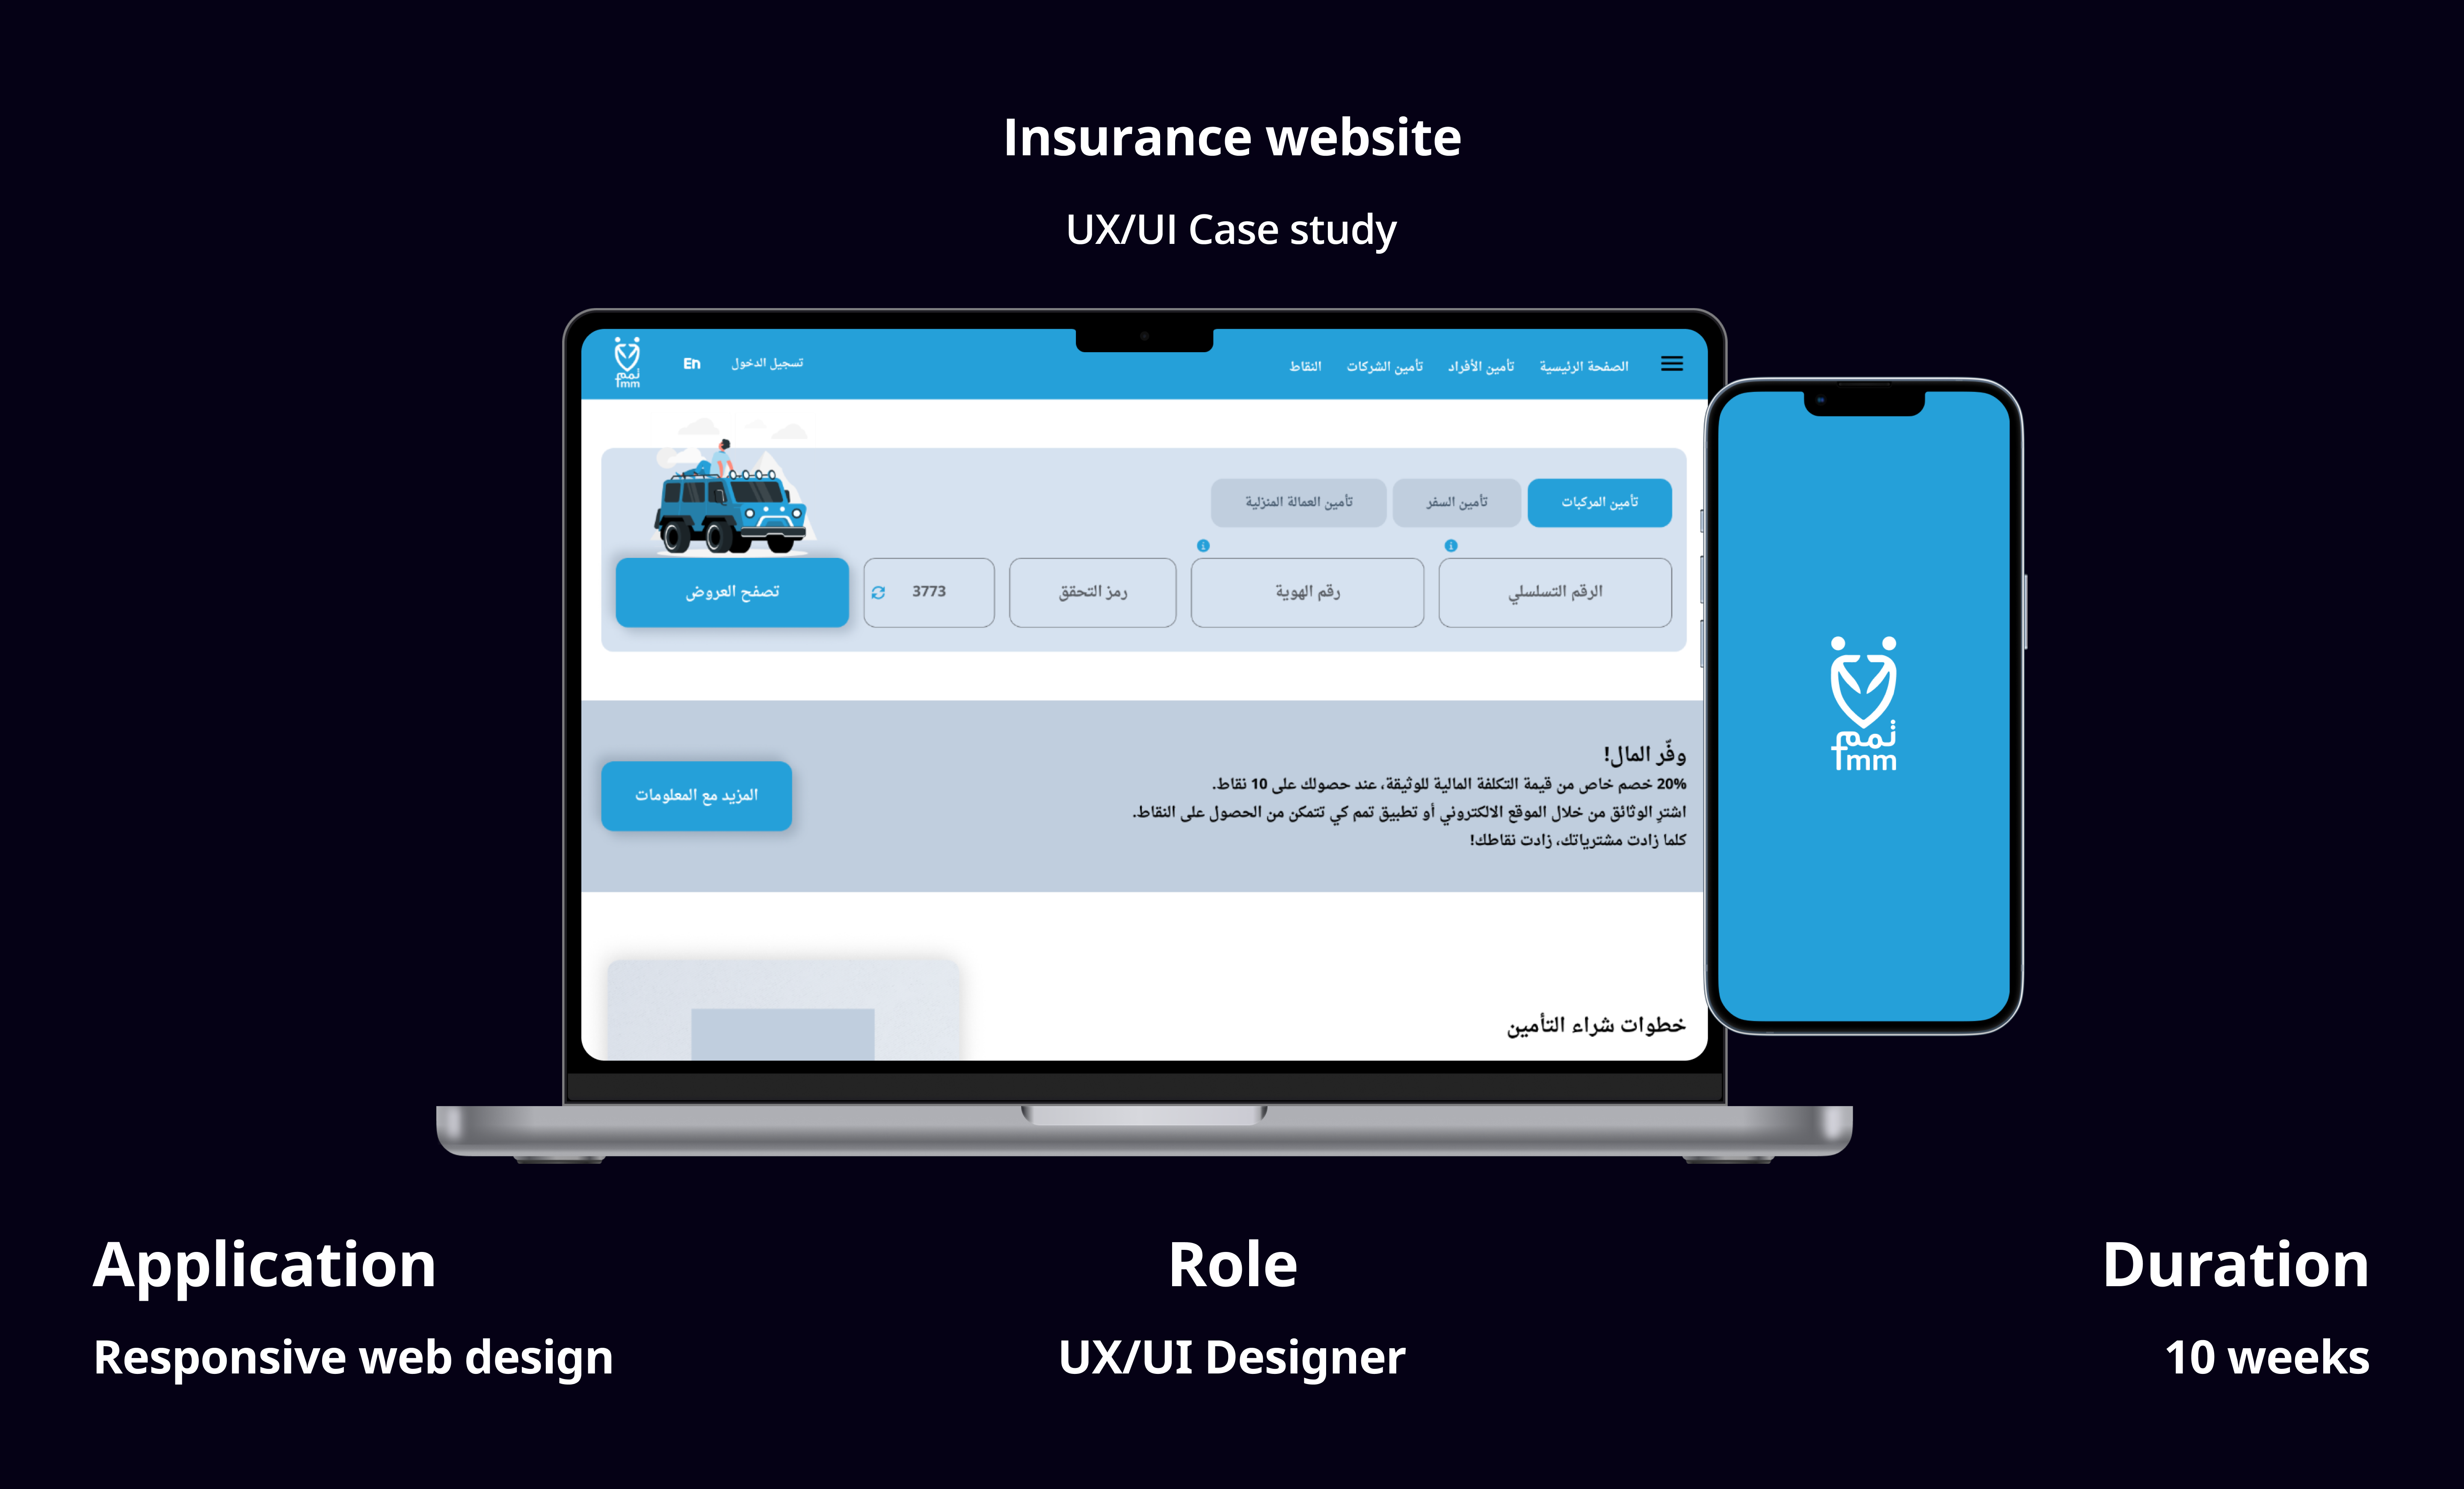 Insurance website
UX/UI Case study
الصفحة الرئيسية تأمين الأفراد تأمين الشركات النقاط
تسجيل الدخول En
تمم
tmm
تأمين المركبات تأمين السفر تأمين العمالة المنزلية
الرقم التسلسلي رقم الهوية رمز التحقق 3773 تصفح العروض
وفّر المال!
20% خصم خاص من قيمة التكلفة المالية للوثيقة، عند حصولك على 10 نقاط.
اشترِ الوثائق من خلال الموقع الالكتروني أو تطبيق تمم كي تتمكن من الحصول على النقاط.
كلما زادت مشترياتك، زادت نقاطك!
المزيد مع المعلومات
خطوات شراء التأمين
تمم
tmm
Application
Responsive web design
Role
UX/UI Designer
Duration
10 weeks